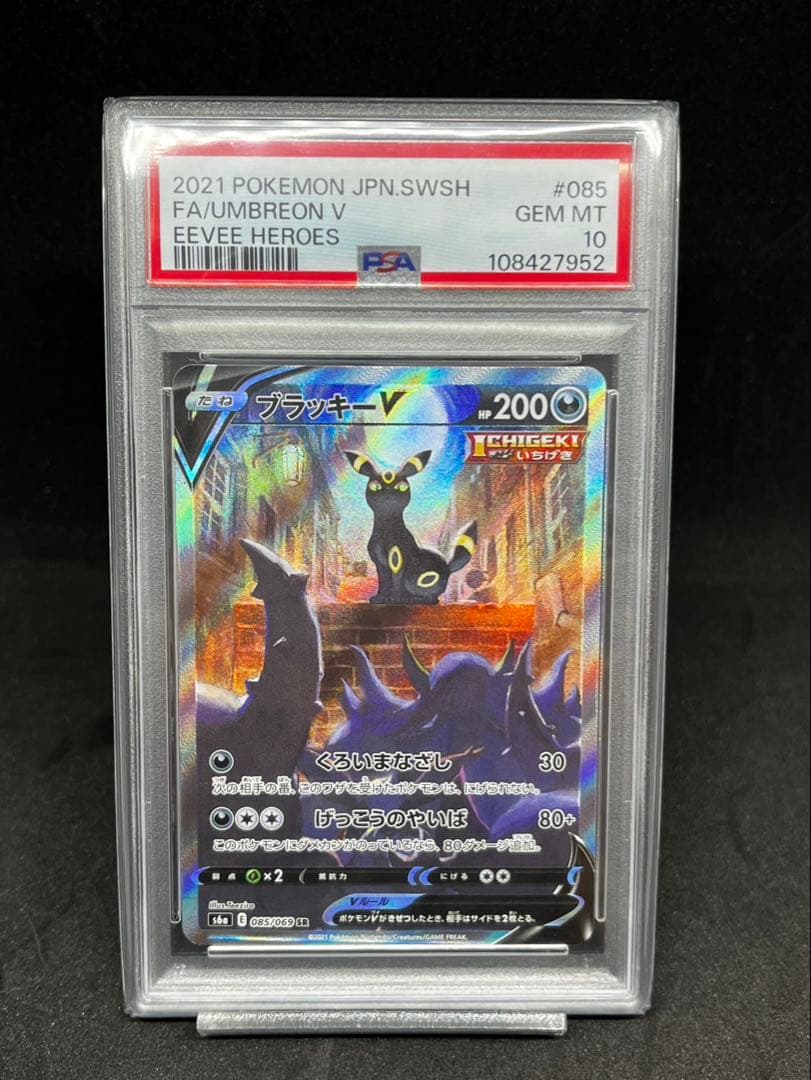 2021 POKEMON JPN.SWSH #085
FA/UMBREON V GEM MT
EEVEE HEROES 10
PSA 108427952
たね ブラッキーV HP 200
ICHIGEKI
いちげき
くろいまなざし 30
次の相手の番、このワザを受けたポケモンは、にげられない。
げっこうのやいば 80+
このポケモンにダメカンがのっているなら、80ダメージ追加。
弱点 ×2 抵抗力 にげる
Illus. Teeziro
Vルール
s6a E 085/069 SR
ポケモンVがきぜつしたとき、相手はサイドを2枚とる。
©2021 Pokémon/Nintendo/Creatures/GAME FREAK.